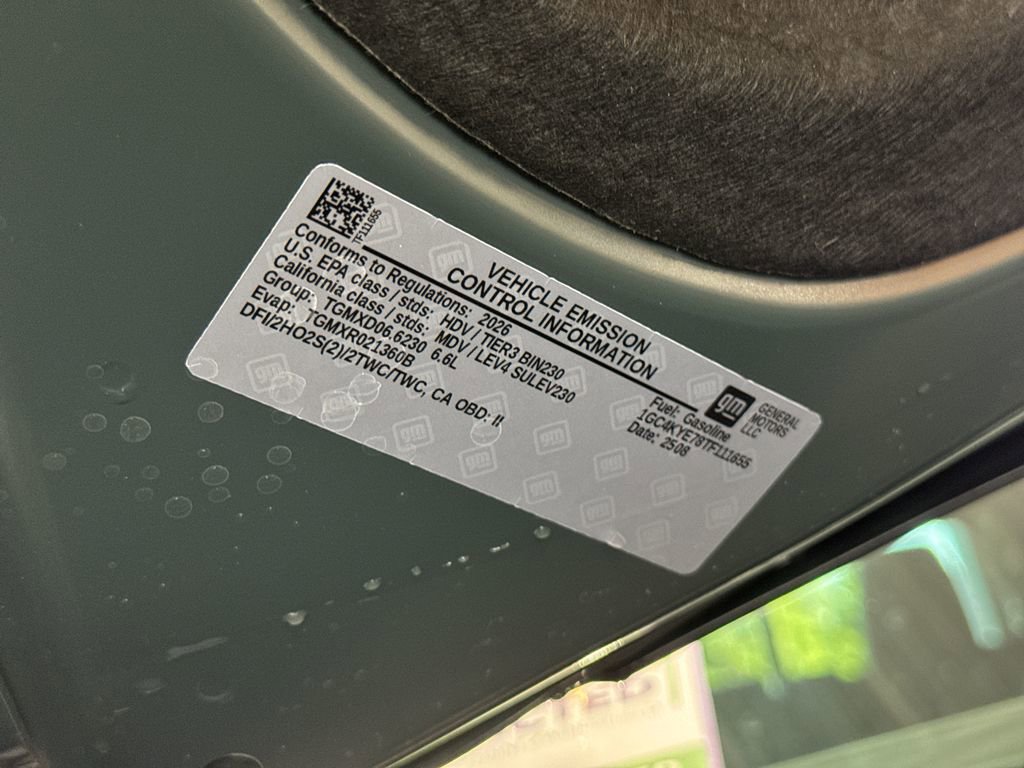 TF111655
VEHICLE EMISSION
CONTROL INFORMATION
Conforms to Regulations: 2026
U.S. EPA class / stds: HDV / TIER3 BIN230
California class / stds: MDV / LEV4 SULEV230
Group: TGMXD06.6230 6.6L
Evap: TGMXR021360B
DFI/2HO2S(2)/2TWC/TWC, CA OBD: II
gm
GENERAL
MOTORS
LLC
Fuel: Gasoline
1GC4KYE78TF111655
Date: 2508
CTED